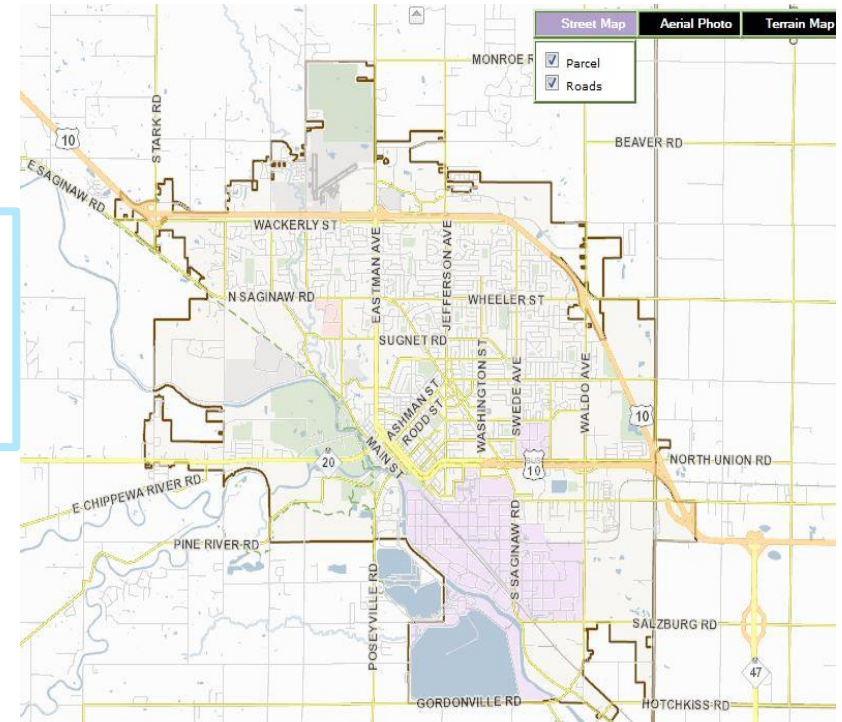 Street Map
Aerial Photo
Terrain Map
Parcel
Roads
MONROE R
BEAVER RD
S STARK RD
10
E SAGINAW RD
WACKERLY ST
EASTMAN AVE
JEFFERSON AVE
N SAGINAW RD
WHEELER ST
SUGNET RD
WASHINGTON ST
SWEDE AVE
WALDO AVE
ASHMAN ST
RODD ST
MAIN ST
10
M
20
BUS
10
NORTH UNION RD
E CHIPPEWA RIVER RD
PINE RIVER RD
S SAGINAW RD
POSEYVILLE RD
SALZBURG RD
M
47
GORDONVILLE RD
HOTCHKISS RD